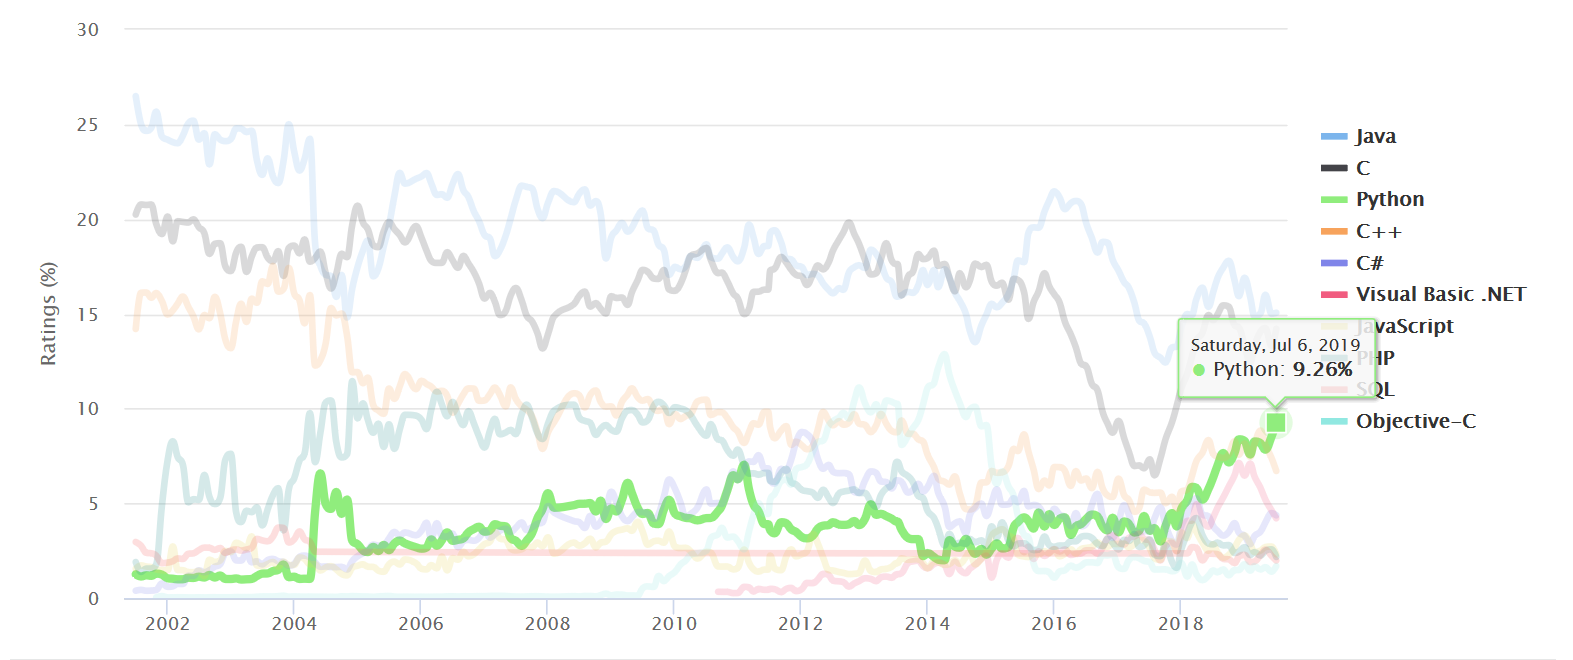 30
25
20
15
10
5
0
Ratings (%)
2002 2004 2006 2008 2010 2012 2014 2016 2018
Java
C
Python
C++
C#
Visual Basic .NET
JavaScript
PHP
SQL
Objective-C
Saturday, Jul 6, 2019
Python: 9.26%